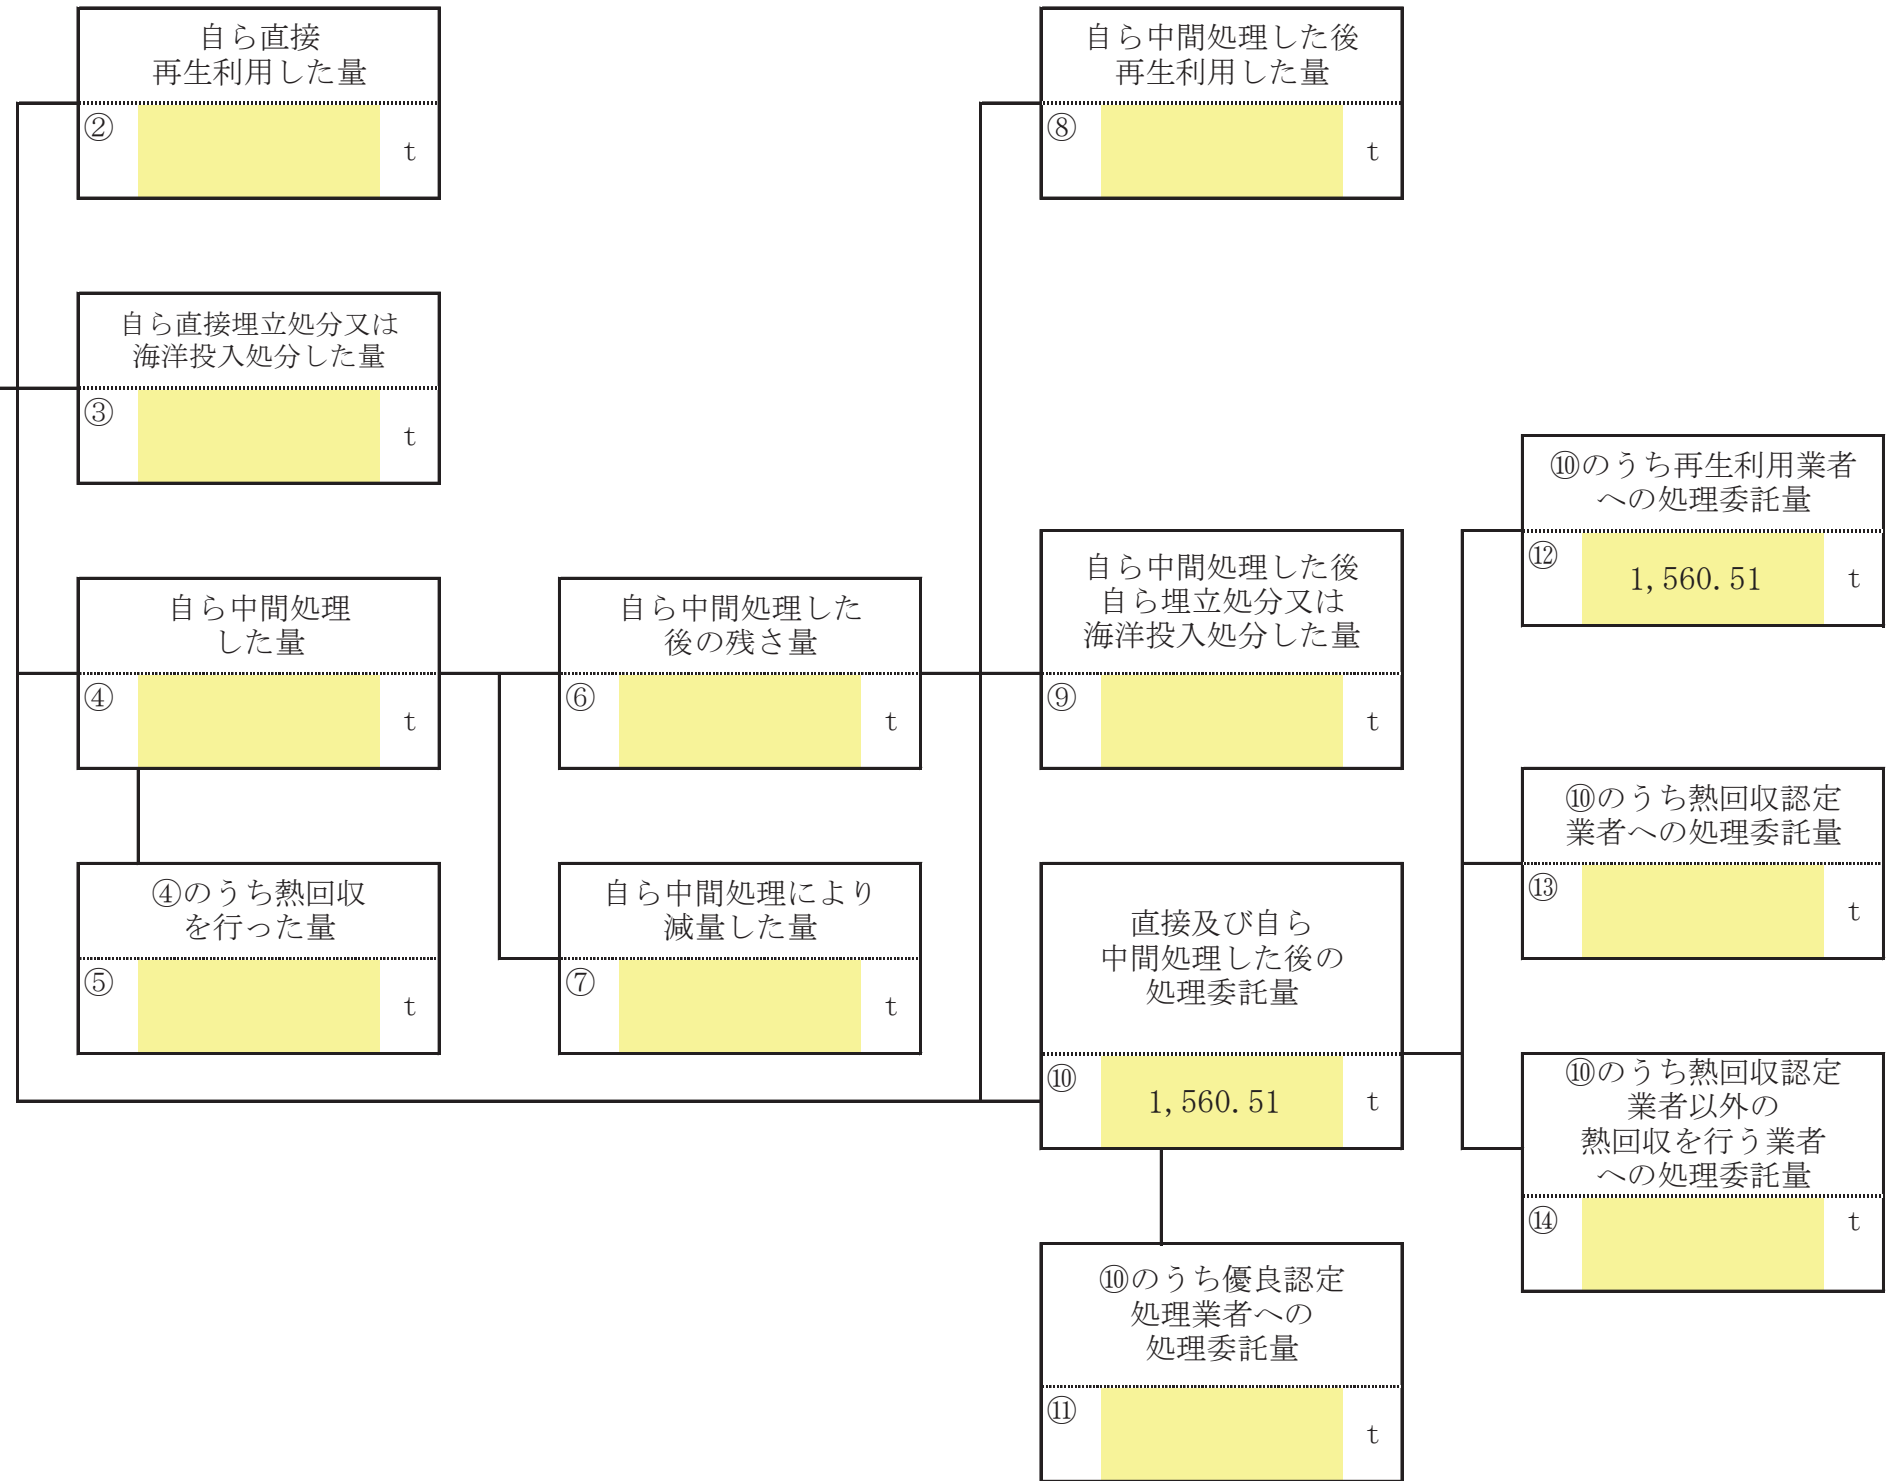 自ら直接
再生利用した量
②
t
自ら中間処理した後
再生利用した量
⑧
t
自ら直接埋立処分又は
海洋投入処分した量
③
t
⑩のうち再生利用業者
への処理委託量
⑫
1,560.51 t
自ら中間処理
した量
④
t
自ら中間処理した
後の残さ量
⑥
t
自ら中間処理した後
自ら埋立処分又は
海洋投入処分した量
⑨
t
⑩のうち熱回収認定
業者への処理委託量
⑬
t
④のうち熱回収
を行った量
⑤
t
自ら中間処理により
減量した量
⑦
t
直接及び自ら
中間処理した後の
処理委託量
⑩
1,560.51 t
⑩のうち熱回収認定
業者以外の
熱回収を行う業者
への処理委託量
⑭
t
⑩のうち優良認定
処理業者への
処理委託量
⑪
t